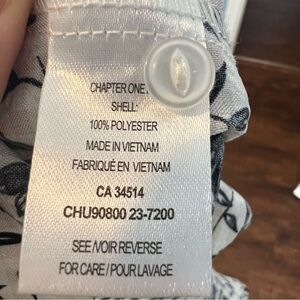 CHAPTER ONE
SHELL:
100% POLYESTER
MADE IN VIETNAM
FABRIQUÉ EN VIETNAM
CA 34514
CHU90800 23-7200
SEE /VOIR REVERSE
FOR CARE / POUR LAVAGE